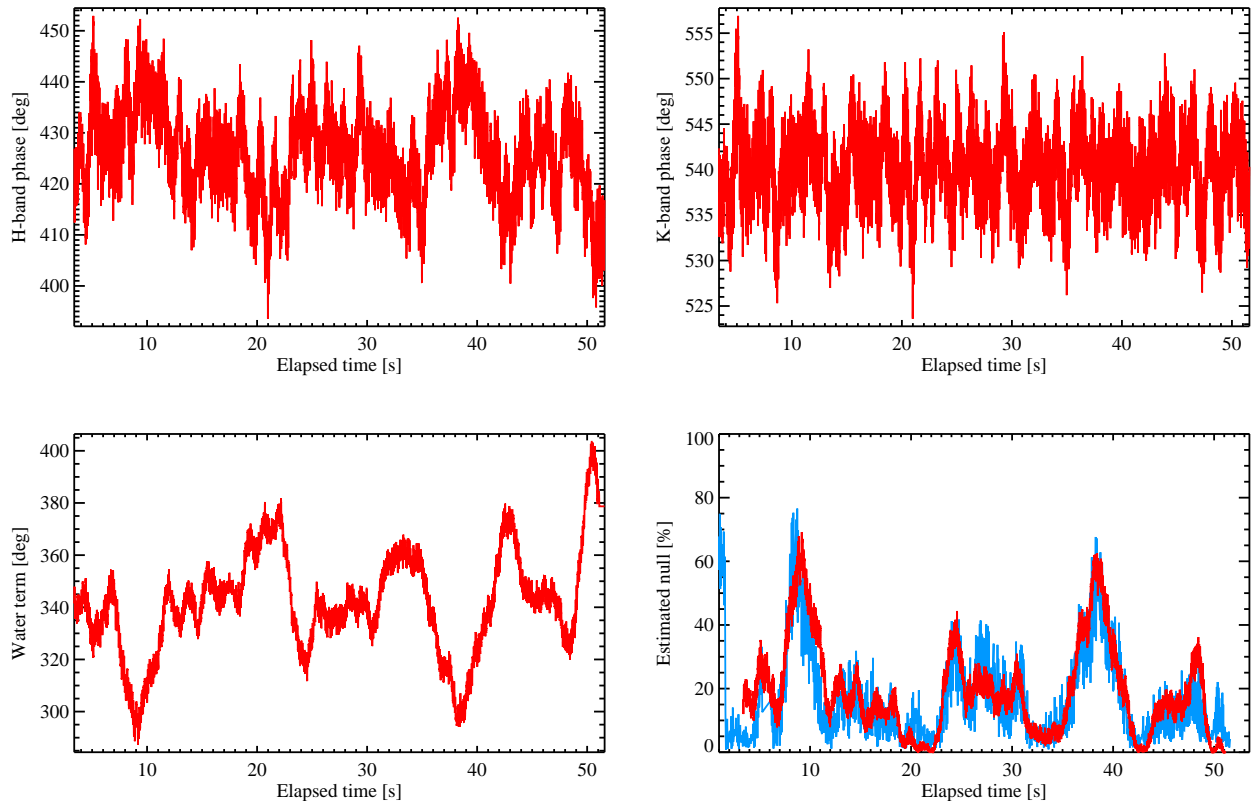 450
440
430
420
410
400
H-band phase [deg]
10 20 30 40 50
Elapsed time [s]
555
550
545
540
535
530
525
K-band phase [deg]
10 20 30 40 50
Elapsed time [s]
400
380
360
340
320
300
Water term [deg]
10 20 30 40 50
Elapsed time [s]
100
80
60
40
20
0
Estimated null [%]
10 20 30 40 50
Elapsed time [s]